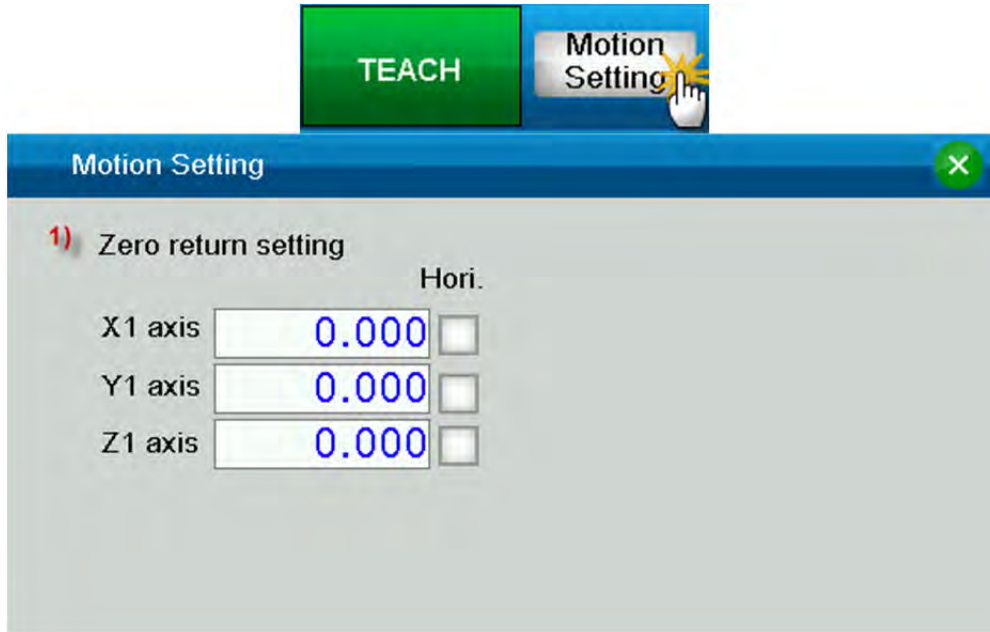 TEACH
Motion
Setting
Motion Setting
1) Zero return setting
Hori.
X1 axis 0.000
Y1 axis 0.000
Z1 axis 0.000